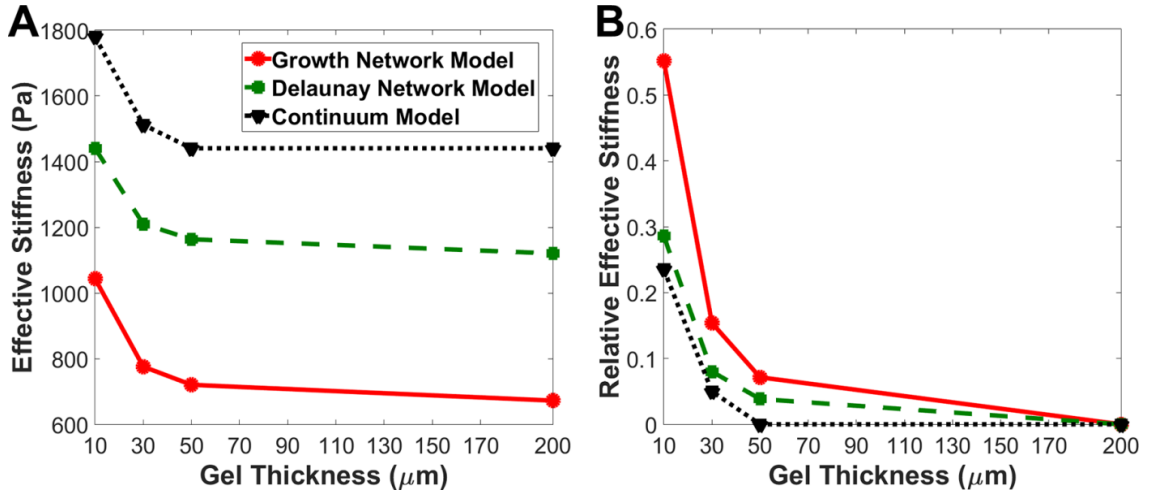 A
Effective Stiffness (Pa)
1800
1600
1400
1200
1000
800
600
10 30 50 70 90 110 130 150 170 200
Gel Thickness (μm)
Growth Network Model
Delaunay Network Model
Continuum Model
B
Relative Effective Stiffness
0.6
0.5
0.4
0.3
0.2
0.1
0
10 30 50 70 90 110 130 150 170 200
Gel Thickness (μm)